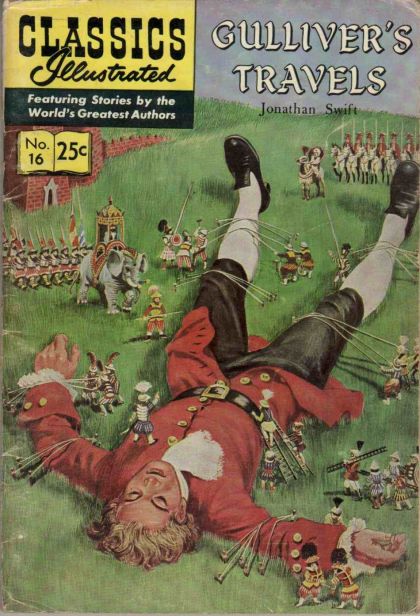 CLASSICS
Illustrated
Featuring Stories by the
World's Greatest Authors
No.
16
25¢
GULLIVER'S
TRAVELS
Jonathan Swift